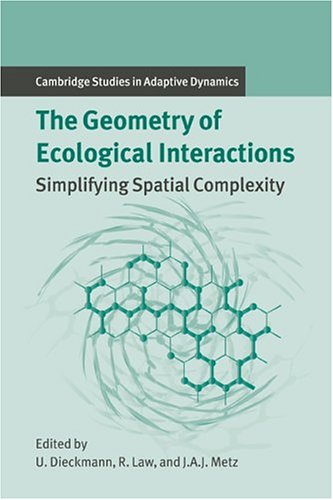 Cambridge Studies in Adaptive Dynamics
The Geometry of
Ecological Interactions
Simplifying Spatial Complexity
Edited by
U. Dieckmann, R. Law, and J.A.J. Metz